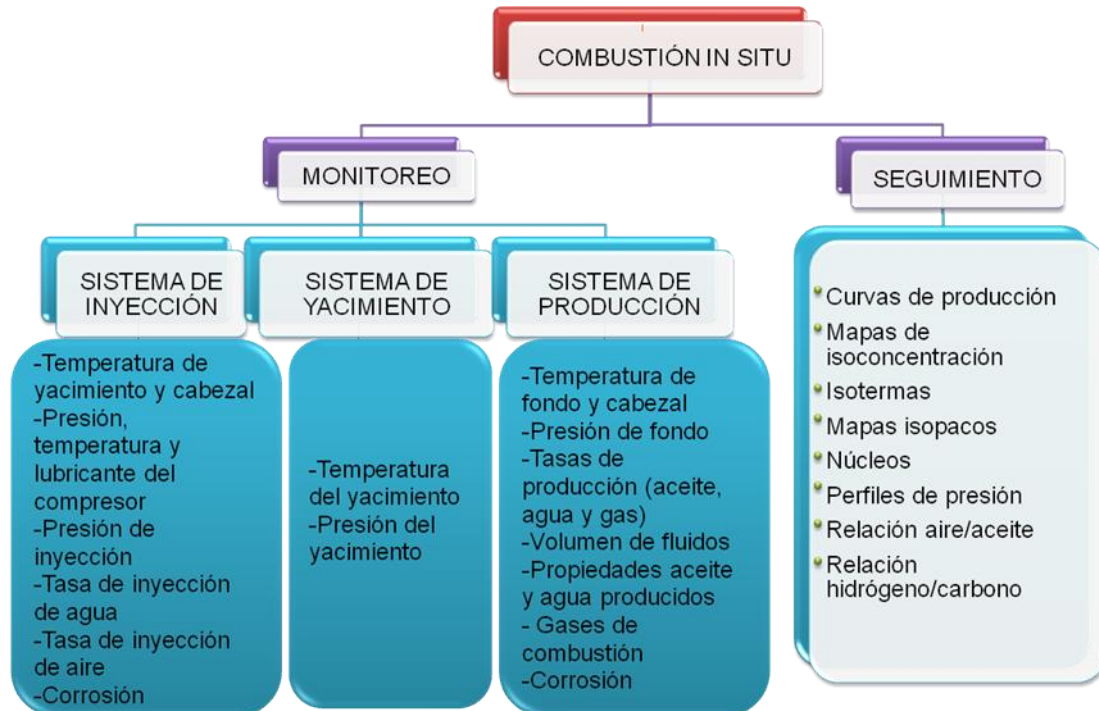 COMBUSTIÓN IN SITU
MONITOREO
SEGUIMIENTO
SISTEMA DE
INYECCIÓN
SISTEMA DE
YACIMIENTO
SISTEMA DE
PRODUCCIÓN
-Temperatura de
yacimiento y cabezal
-Presión,
temperatura y
lubricante del
compresor
-Presión de
inyección
-Tasa de inyección
de agua
-Tasa de inyección
de aire
-Corrosión
-Temperatura
del yacimiento
-Presión del
yacimiento
-Temperatura de
fondo y cabezal
-Presión de fondo
-Tasas de
producción (aceite,
agua y gas)
-Volumen de fluidos
-Propiedades aceite
y agua producidos
- Gases de
combustión
-Corrosión
Curvas de producción
Mapas de
isoconcentración
Isotermas
Mapas isopacos
Núcleos
Perfiles de presión
Relación aire/aceite
Relación
hidrógeno/carbono